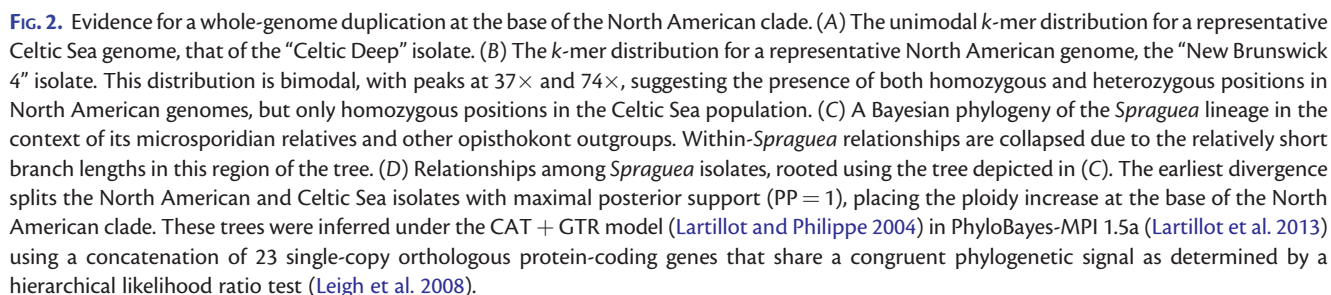 FIG. 2. Evidence for a whole-genome duplication at the base of the North American clade. (A) The unimodal k-mer distribution for a representative
Celtic Sea genome, that of the “Celtic Deep” isolate. (B) The k-mer distribution for a representative North American genome, the “New Brunswick
4” isolate. This distribution is bimodal, with peaks at 37× and 74×, suggesting the presence of both homozygous and heterozygous positions in
North American genomes, but only homozygous positions in the Celtic Sea population. (C) A Bayesian phylogeny of the Spraguea lineage in the
context of its microsporidian relatives and other opisthokont outgroups. Within-Spraguea relationships are collapsed due to the relatively short
branch lengths in this region of the tree. (D) Relationships among Spraguea isolates, rooted using the tree depicted in (C). The earliest divergence
splits the North American and Celtic Sea isolates with maximal posterior support (PP = 1), placing the ploidy increase at the base of the North
American clade. These trees were inferred under the CAT + GTR model (Lartillot and Philippe 2004) in PhyloBayes-MPI 1.5a (Lartillot et al. 2013)
using a concatenation of 23 single-copy orthologous protein-coding genes that share a congruent phylogenetic signal as determined by a
hierarchical likelihood ratio test (Leigh et al. 2008).